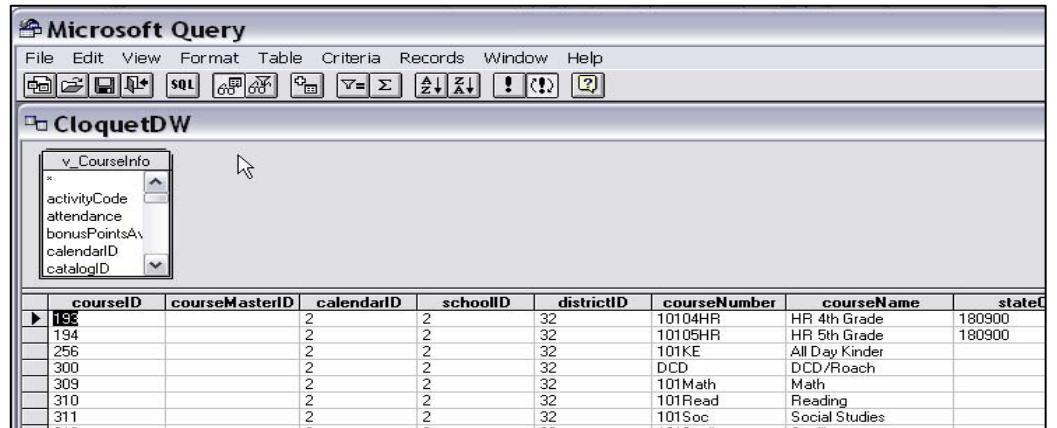 Microsoft Query
File Edit View Format Table Criteria Records Window Help
SQL
CloquetDW
v_CourseInfo
*
activityCode
attendance
bonusPointsAv
calendarID
catalogID
courseID courseMasterID calendarID schoolID districtID courseNumber courseName
193 2 2 32 10104HR HR 4th Grade 180900
194 2 2 32 10105HR HR 5th Grade 180900
256 2 2 32 101KE All Day Kinder
300 2 2 32 DCD DCD/Roach
309 2 2 32 101Math Math
310 2 2 32 101Read Reading
311 2 2 32 101Soc Social Studies